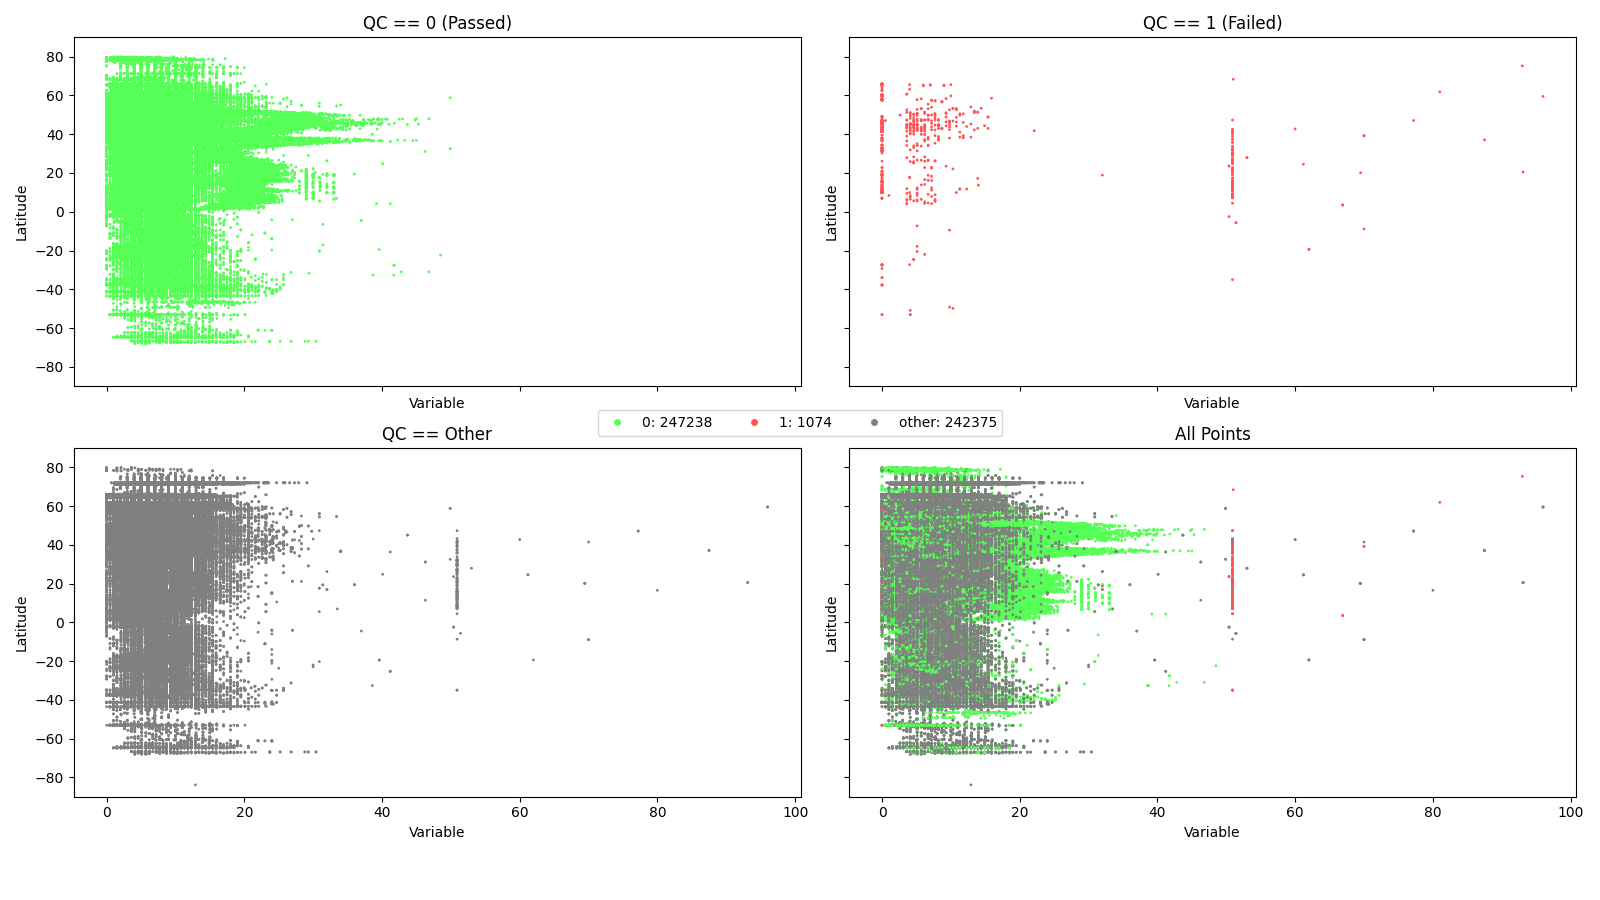 QC == 0 (Passed)
QC == 1 (Failed)
80
60
40
20
0
−20
−40
−60
−80
Latitude
Latitude
Variable
Variable
0: 247238 1: 1074 other: 242375
QC == Other
All Points
80
60
40
20
0
−20
−40
−60
−80
Latitude
Latitude
0 20 40 60 80 100
0 20 40 60 80 100
Variable
Variable